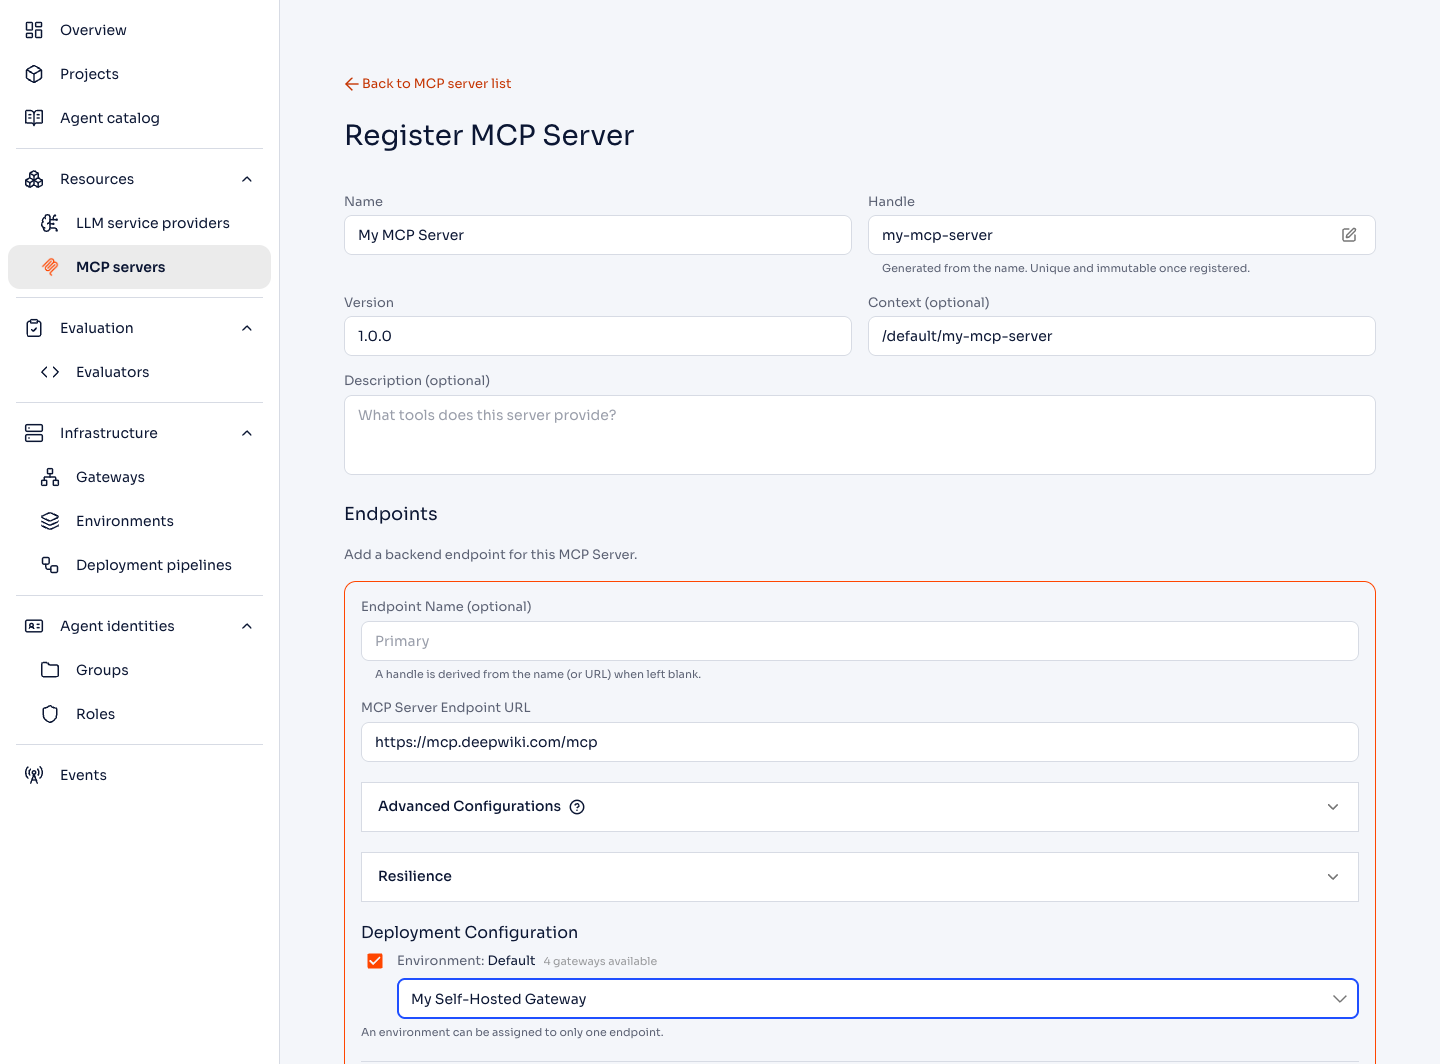 Overview
Projects
Agent catalog
Resources
LLM service providers
MCP servers
Evaluation
Evaluators
Infrastructure
Gateways
Environments
Deployment pipelines
Agent identities
Groups
Roles
Events
Back to MCP server list
Register MCP Server
Name
My MCP Server
Handle
my-mcp-server
Generated from the name. Unique and immutable once registered.
Version
1.0.0
Context (optional)
/default/my-mcp-server
Description (optional)
What tools does this server provide?
Endpoints
Add a backend endpoint for this MCP Server.
Endpoint Name (optional)
Primary
A handle is derived from the name (or URL) when left blank.
MCP Server Endpoint URL
https://mcp.deepwiki.com/mcp
Advanced Configurations
Resilience
Deployment Configuration
Environment: Default 4 gateways available
My Self-Hosted Gateway
An environment can be assigned to only one endpoint.